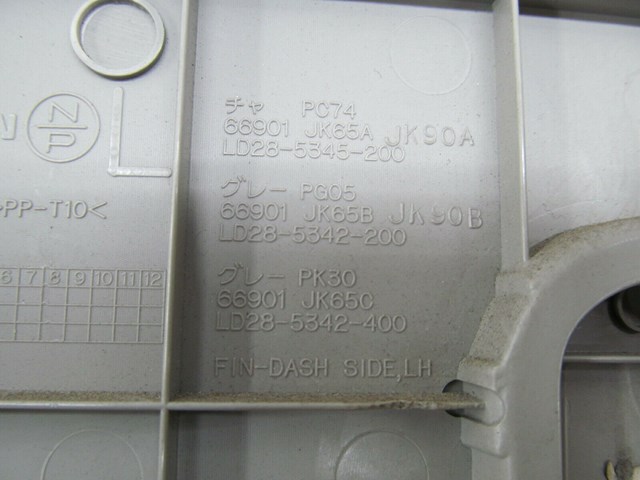 チャ PC74
66901 JK65A JK90A
LD28-5345-200
グレー PG05
66901 JK65B JK90B
LD28-5342-200
グレー PK30
66901 JK65C
LD28-5342-400
FIN-DASH SIDE,LH
N
N
P
L
>PP-T10<
6 7 8 9 10 11 12